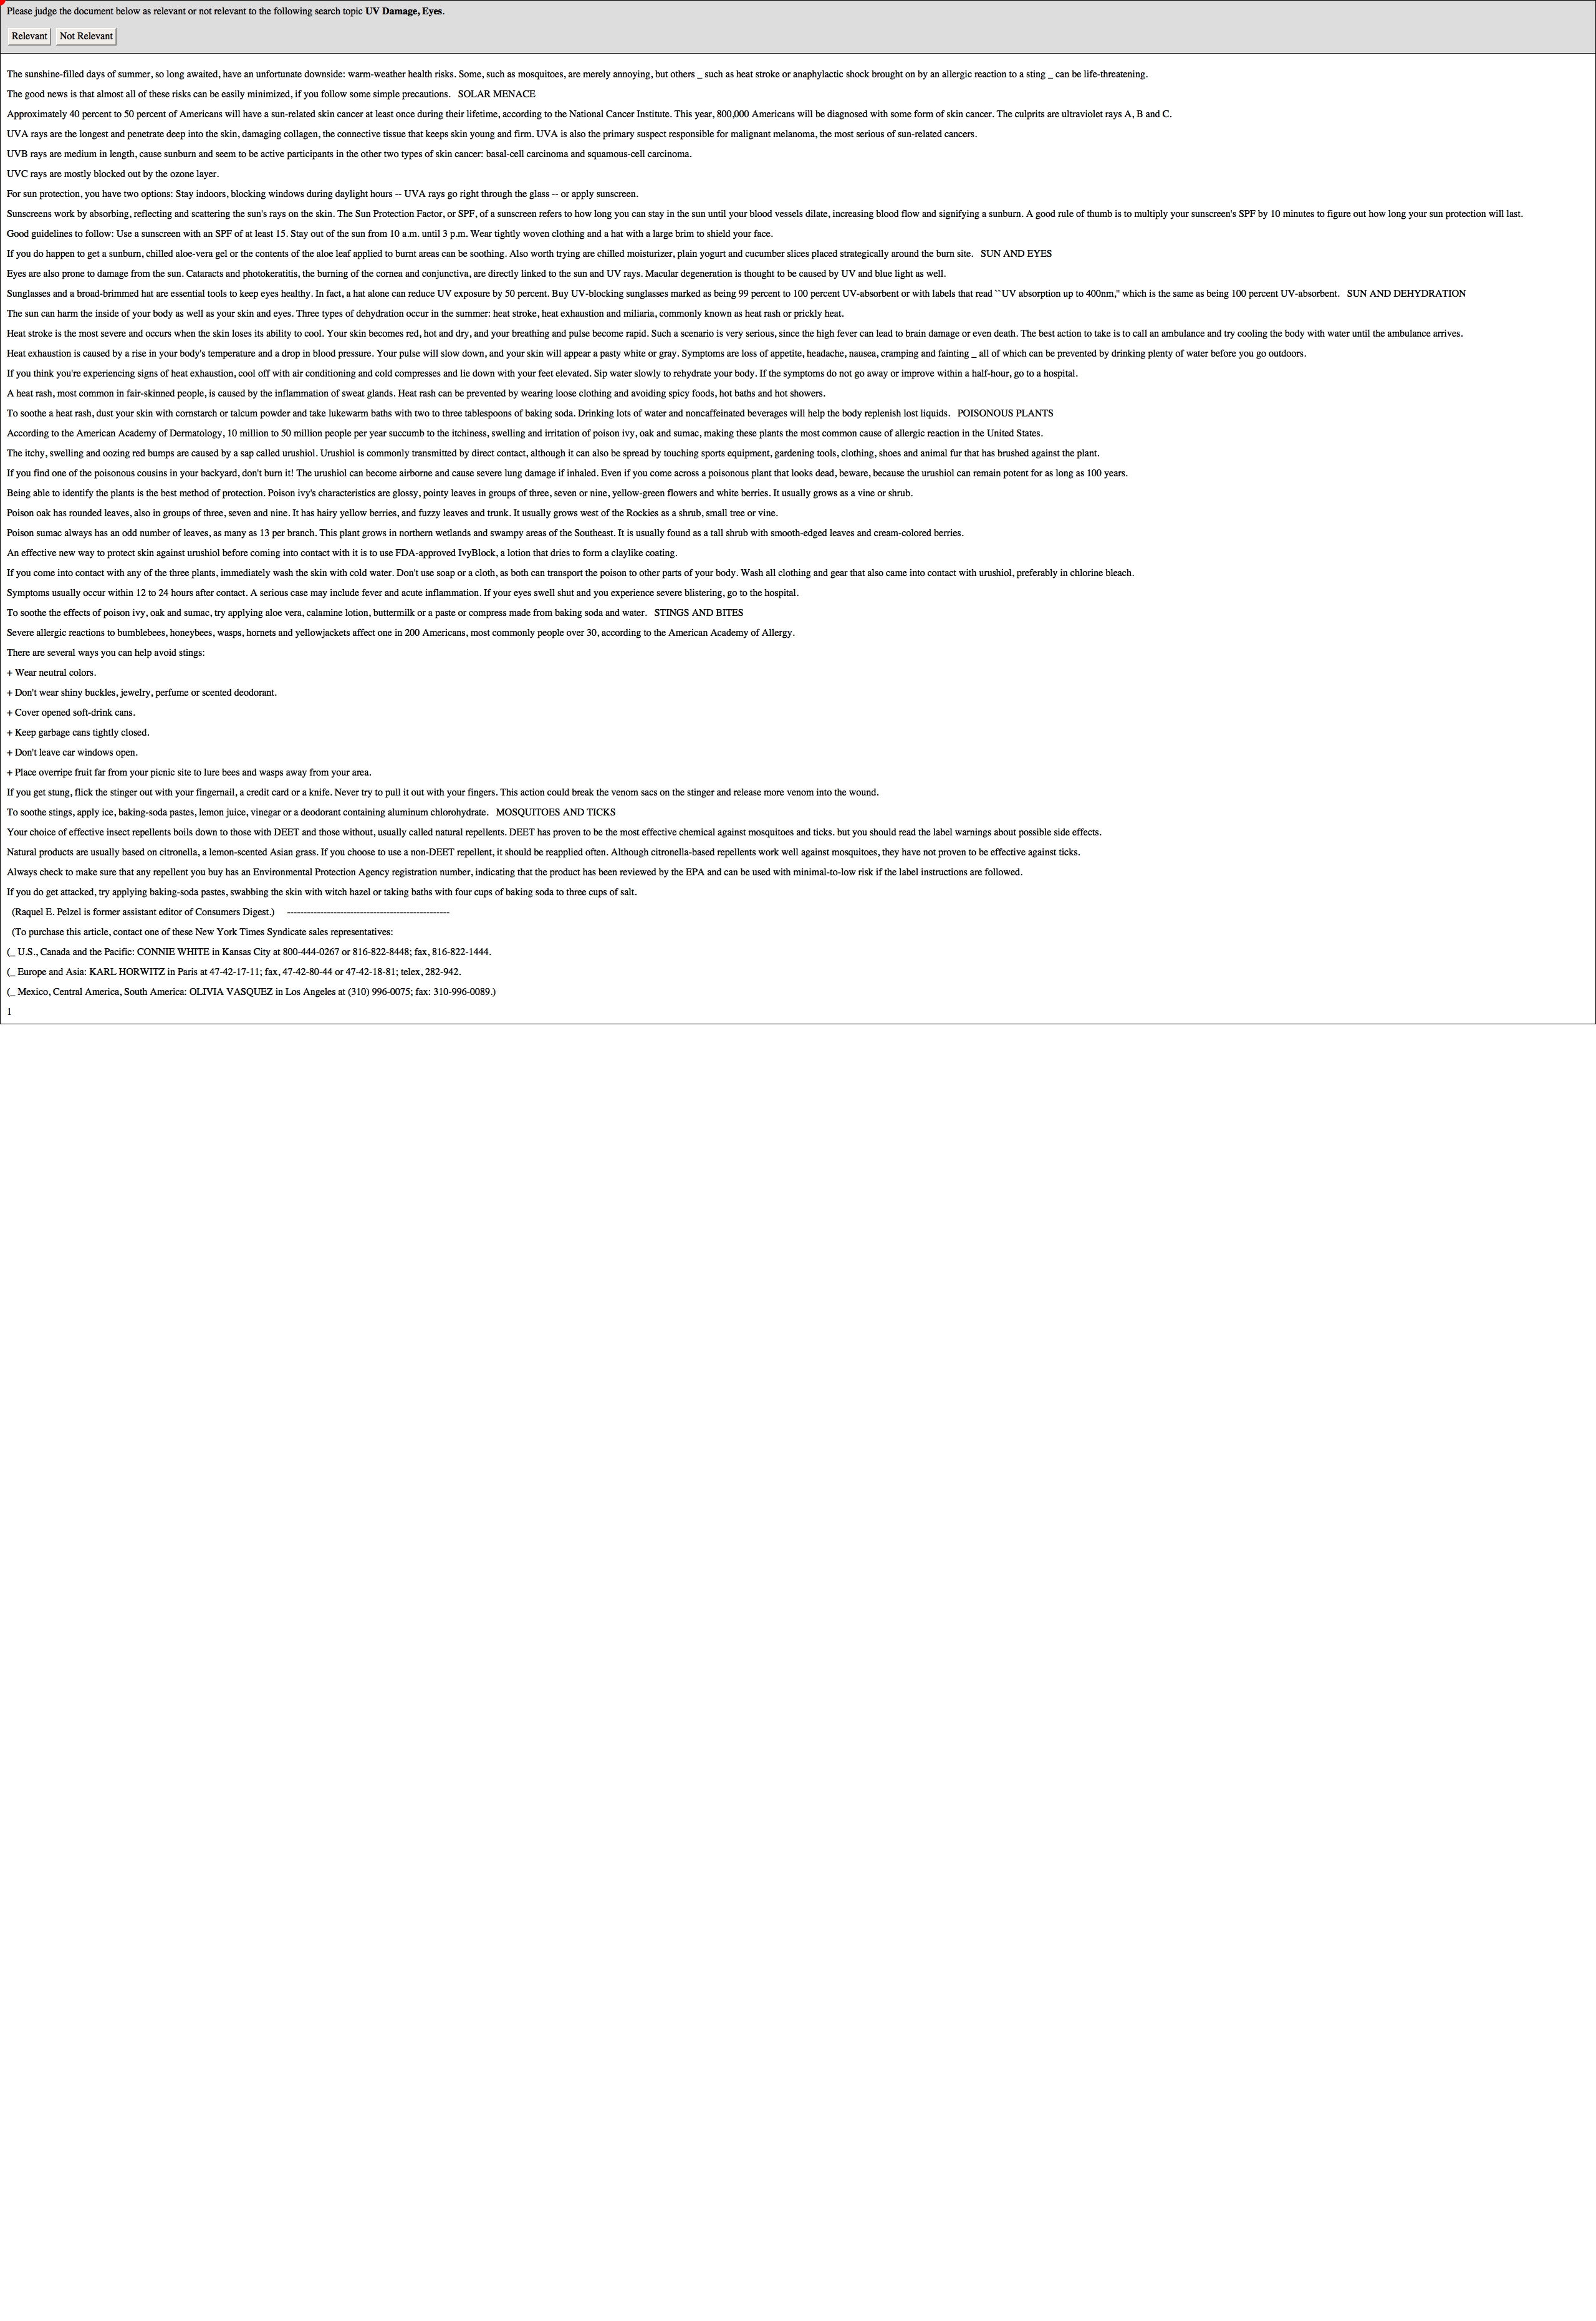 Please judge the document below as relevant or not relevant to the following search topic UV Damage, Eyes.
Relevant Not Relevant
The sunshine-filled days of summer, so long awaited, have an unfortunate downside: warm-weather health risks. Some, such as mosquitoes, are merely annoying, but others _ such as heat stroke or anaphylactic shock brought on by an allergic reaction to a sting _ can be life-threatening.
The good news is that almost all of these risks can be easily minimized, if you follow some simple precautions. SOLAR MENACE
Approximately 40 percent to 50 percent of Americans will have a sun-related skin cancer at least once during their lifetime, according to the National Cancer Institute. This year, 800,000 Americans will be diagnosed with some form of skin cancer. The culprits are ultraviolet rays A, B and C.
UVA rays are the longest and penetrate deep into the skin, damaging collagen, the connective tissue that keeps skin young and firm. UVA is also the primary suspect responsible for malignant melanoma, the most serious of sun-related cancers.
UVB rays are medium in length, cause sunburn and seem to be active participants in the other two types of skin cancer: basal-cell carcinoma and squamous-cell carcinoma.
UVC rays are mostly blocked out by the ozone layer.
For sun protection, you have two options: Stay indoors, blocking windows during daylight hours -- UVA rays go right through the glass -- or apply sunscreen.
Sunscreens work by absorbing, reflecting and scattering the sun's rays on the skin. The Sun Protection Factor, or SPF, of a sunscreen refers to how long you can stay in the sun until your blood vessels dilate, increasing blood flow and signifying a sunburn. A good rule of thumb is to multiply your sunscreen's SPF by 10 minutes to figure out how long your sun protection will last.
Good guidelines to follow: Use a sunscreen with an SPF of at least 15. Stay out of the sun from 10 a.m. until 3 p.m. Wear tightly woven clothing and a hat with a large brim to shield your face.
If you do happen to get a sunburn, chilled aloe-vera gel or the contents of the aloe leaf applied to burnt areas can be soothing. Also worth trying are chilled moisturizer, plain yogurt and cucumber slices placed strategically around the burn site. SUN AND EYES
Eyes are also prone to damage from the sun. Cataracts and photokeratitis, the burning of the cornea and conjunctiva, are directly linked to the sun and UV rays. Macular degeneration is thought to be caused by UV and blue light as well.
Sunglasses and a broad-brimmed hat are essential tools to keep eyes healthy. In fact, a hat alone can reduce UV exposure by 50 percent. Buy UV-blocking sunglasses marked as being 99 percent to 100 percent UV-absorbent or with labels that read ``UV absorption up to 400nm,'' which is the same as being 100 percent UV-absorbent. SUN AND DEHYDRATION
The sun can harm the inside of your body as well as your skin and eyes. Three types of dehydration occur in the summer: heat stroke, heat exhaustion and miliaria, commonly known as heat rash or prickly heat.
Heat stroke is the most severe and occurs when the skin loses its ability to cool. Your skin becomes red, hot and dry, and your breathing and pulse become rapid. Such a scenario is very serious, since the high fever can lead to brain damage or even death. The best action to take is to call an ambulance and try cooling the body with water until the ambulance arrives.
Heat exhaustion is caused by a rise in your body's temperature and a drop in blood pressure. Your pulse will slow down, and your skin will appear a pasty white or gray. Symptoms are loss of appetite, headache, nausea, cramping and fainting _ all of which can be prevented by drinking plenty of water before you go outdoors.
If you think you're experiencing signs of heat exhaustion, cool off with air conditioning and cold compresses and lie down with your feet elevated. Sip water slowly to rehydrate your body. If the symptoms do not go away or improve within a half-hour, go to a hospital.
A heat rash, most common in fair-skinned people, is caused by the inflammation of sweat glands. Heat rash can be prevented by wearing loose clothing and avoiding spicy foods, hot baths and hot showers.
To soothe a heat rash, dust your skin with cornstarch or talcum powder and take lukewarm baths with two to three tablespoons of baking soda. Drinking lots of water and noncaffeinated beverages will help the body replenish lost liquids. POISONOUS PLANTS
According to the American Academy of Dermatology, 10 million to 50 million people per year succumb to the itchiness, swelling and irritation of poison ivy, oak and sumac, making these plants the most common cause of allergic reaction in the United States.
The itchy, swelling and oozing red bumps are caused by a sap called urushiol. Urushiol is commonly transmitted by direct contact, although it can also be spread by touching sports equipment, gardening tools, clothing, shoes and animal fur that has brushed against the plant.
If you find one of the poisonous cousins in your backyard, don't burn it! The urushiol can become airborne and cause severe lung damage if inhaled. Even if you come across a poisonous plant that looks dead, beware, because the urushiol can remain potent for as long as 100 years.
Being able to identify the plants is the best method of protection. Poison ivy's characteristics are glossy, pointy leaves in groups of three, seven or nine, yellow-green flowers and white berries. It usually grows as a vine or shrub.
Poison oak has rounded leaves, also in groups of three, seven and nine. It has hairy yellow berries, and fuzzy leaves and trunk. It usually grows west of the Rockies as a shrub, small tree or vine.
Poison sumac always has an odd number of leaves, as many as 13 per branch. This plant grows in northern wetlands and swampy areas of the Southeast. It is usually found as a tall shrub with smooth-edged leaves and cream-colored berries.
An effective new way to protect skin against urushiol before coming into contact with it is to use FDA-approved IvyBlock, a lotion that dries to form a claylike coating.
If you come into contact with any of the three plants, immediately wash the skin with cold water. Don't use soap or a cloth, as both can transport the poison to other parts of your body. Wash all clothing and gear that also came into contact with urushiol, preferably in chlorine bleach.
Symptoms usually occur within 12 to 24 hours after contact. A serious case may include fever and acute inflammation. If your eyes swell shut and you experience severe blistering, go to the hospital.
To soothe the effects of poison ivy, oak and sumac, try applying aloe vera, calamine lotion, buttermilk or a paste or compress made from baking soda and water. STINGS AND BITES
Severe allergic reactions to bumblebees, honeybees, wasps, hornets and yellowjackets affect one in 200 Americans, most commonly people over 30, according to the American Academy of Allergy.
There are several ways you can help avoid stings:
+ Wear neutral colors.
+ Don't wear shiny buckles, jewelry, perfume or scented deodorant.
+ Cover opened soft-drink cans.
+ Keep garbage cans tightly closed.
+ Don't leave car windows open.
+ Place overripe fruit far from your picnic site to lure bees and wasps away from your area.
If you get stung, flick the stinger out with your fingernail, a credit card or a knife. Never try to pull it out with your fingers. This action could break the venom sacs on the stinger and release more venom into the wound.
To soothe stings, apply ice, baking-soda pastes, lemon juice, vinegar or a deodorant containing aluminum chlorohydrate. MOSQUITOES AND TICKS
Your choice of effective insect repellents boils down to those with DEET and those without, usually called natural repellents. DEET has proven to be the most effective chemical against mosquitoes and ticks. but you should read the label warnings about possible side effects.
Natural products are usually based on citronella, a lemon-scented Asian grass. If you choose to use a non-DEET repellent, it should be reapplied often. Although citronella-based repellents work well against mosquitoes, they have not proven to be effective against ticks.
Always check to make sure that any repellent you buy has an Environmental Protection Agency registration number, indicating that the product has been reviewed by the EPA and can be used with minimal-to-low risk if the label instructions are followed.
If you do get attacked, try applying baking-soda pastes, swabbing the skin with witch hazel or taking baths with four cups of baking soda to three cups of salt.
(Raquel E. Pelzel is former assistant editor of Consumers Digest.) -------------------------------------------------
(To purchase this article, contact one of these New York Times Syndicate sales representatives:
(_ U.S., Canada and the Pacific: CONNIE WHITE in Kansas City at 800-444-0267 or 816-822-8448; fax, 816-822-1444.
(_ Europe and Asia: KARL HORWITZ in Paris at 47-42-17-11; fax, 47-42-80-44 or 47-42-18-81; telex, 282-942.
(_ Mexico, Central America, South America: OLIVIA VASQUEZ in Los Angeles at (310) 996-0075; fax: 310-996-0089.)
1